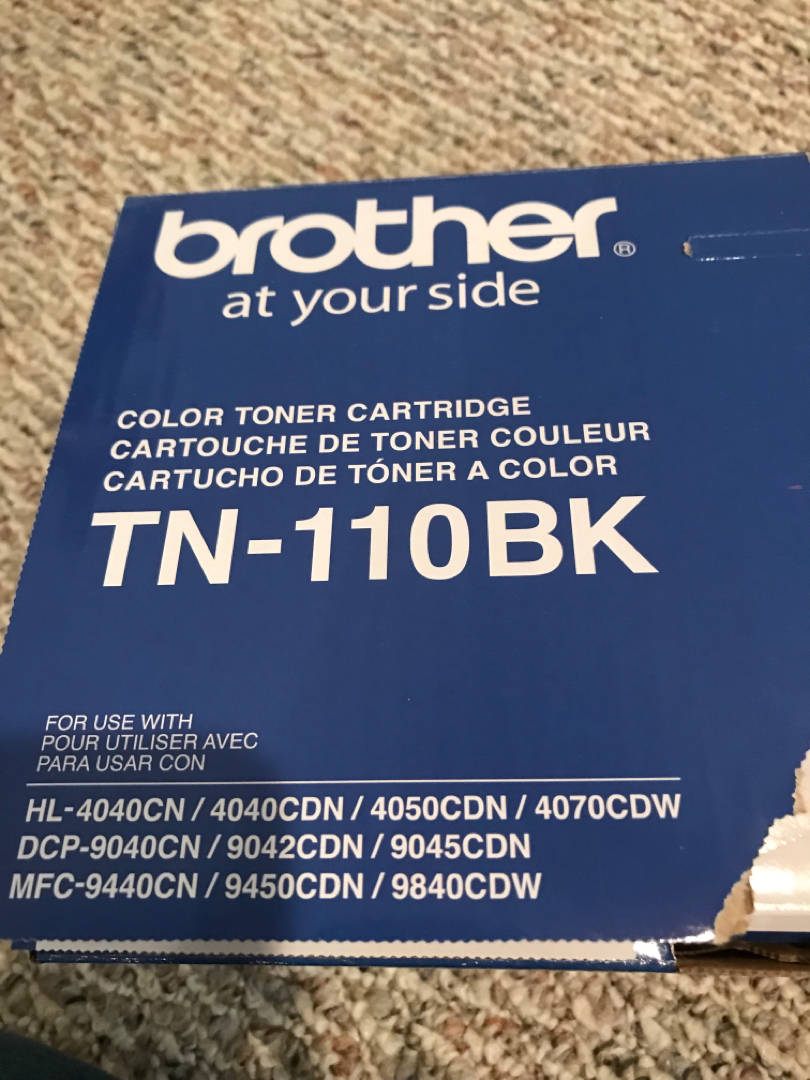 brother®
at your side
COLOR TONER CARTRIDGE
CARTOUCHE DE TONER COULEUR
CARTUCHO DE TÓNER A COLOR
TN-110BK
FOR USE WITH
POUR UTILISER AVEC
PARA USAR CON
HL-4040CN / 4040CDN / 4050CDN / 4070CDW
DCP-9040CN / 9042CDN / 9045CDN
MFC-9440CN / 9450CDN / 9840CDW